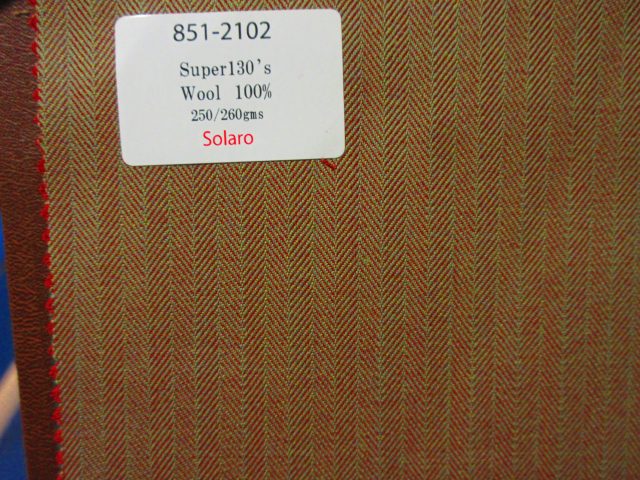 851-2102
Super130's
Wool 100%
250/260gms
Solaro